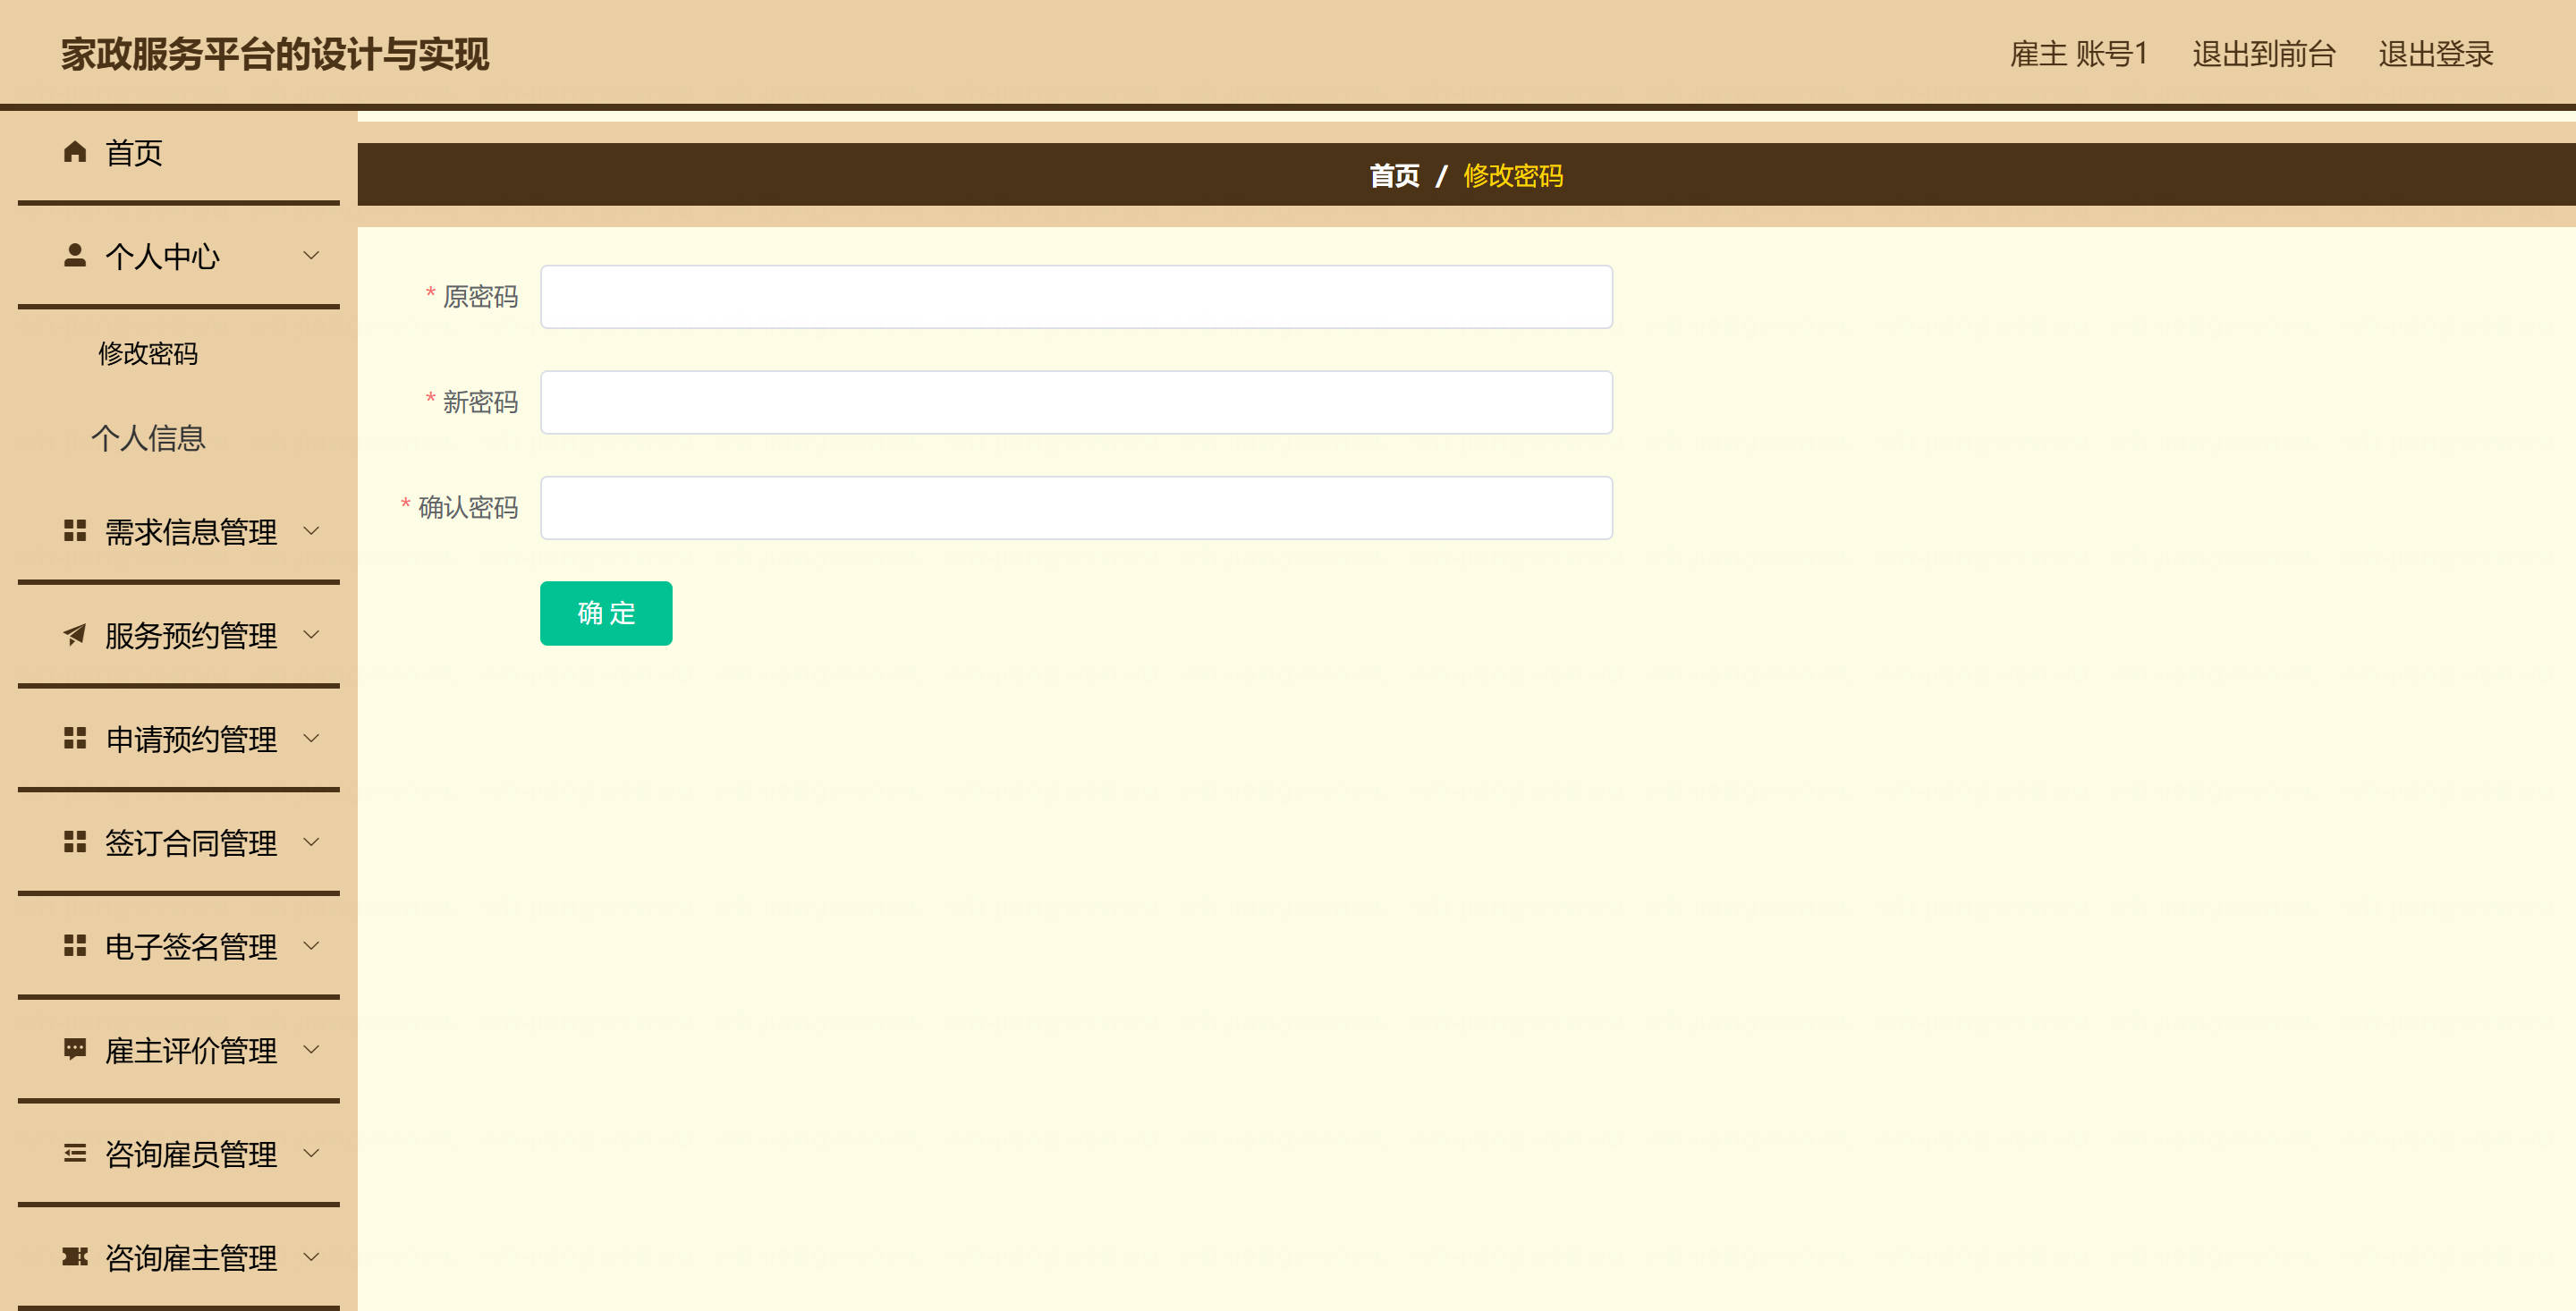 家政服务平台的设计与实现
雇主 账号1 退出到前台 退出登录
首页
首页 / 修改密码
个人中心
修改密码
个人信息
需求信息管理
服务预约管理
申请预约管理
签订合同管理
电子签名管理
雇主评价管理
咨询雇员管理
咨询雇主管理
* 原密码
* 新密码
* 确认密码
确 定